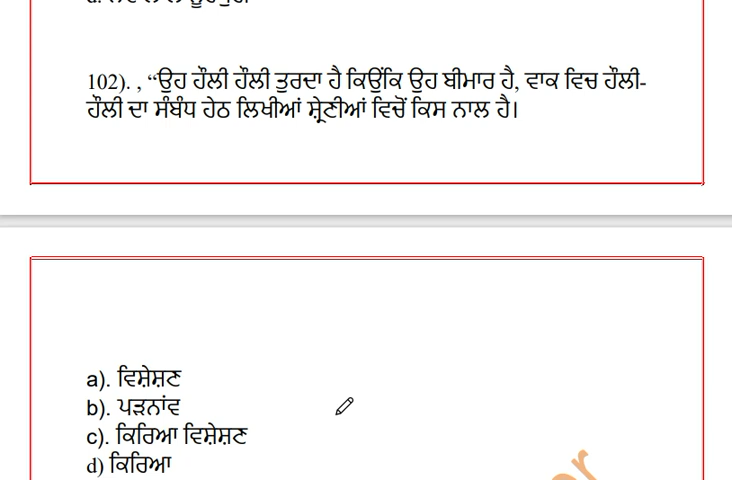 102). , “ਉਹ ਹੌਲੀ ਹੌਲੀ ਤੁਰਦਾ ਹੈ ਕਿਉਂਕਿ ਉਹ ਬੀਮਾਰ ਹੈ, ਵਾਕ ਵਿਚ ਹੌਲੀ-
ਹੌਲੀ ਦਾ ਸੰਬੰਧ ਹੇਠ ਲਿਖੀਆਂ ਸ਼੍ਰੇਣੀਆਂ ਵਿਚੋਂ ਕਿਸ ਨਾਲ ਹੈ।
a). ਵਿਸ਼ੇਸ਼ਣ
b). ਪੜਨਾਂਵ
c). ਕਿਰਿਆ ਵਿਸ਼ੇਸ਼ਣ
d) ਕਿਰਿਆ